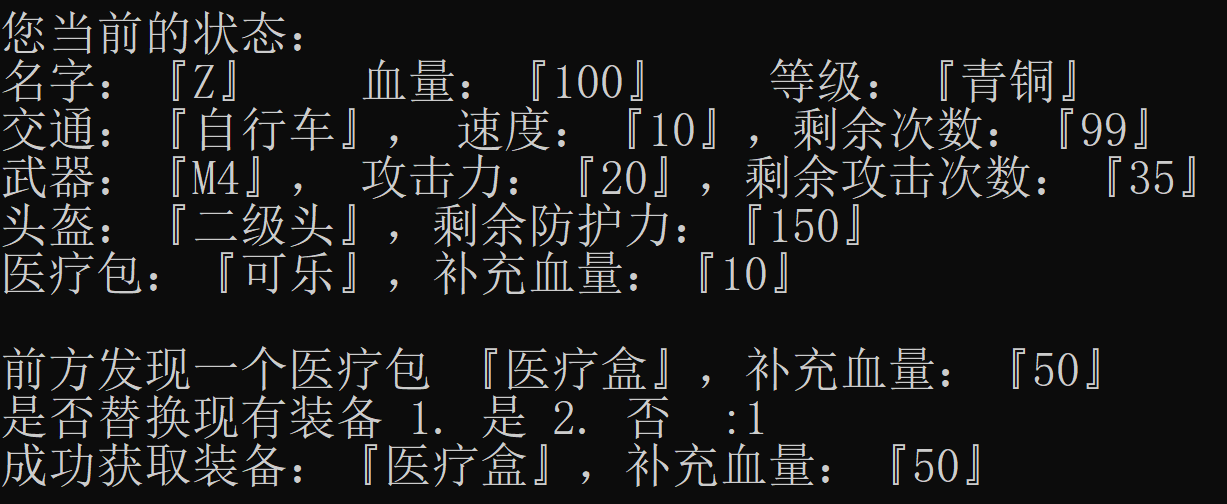 您当前的状态：
名字：『Z』 血量：『100』 等级：『青铜』
交通：『自行车』， 速度：『10』，剩余次数：『99』
武器：『M4』， 攻击力：『20』，剩余攻击次数：『35』
头盔：『二级头』，剩余防护力：『150』
医疗包：『可乐』，补充血量：『10』
前方发现一个医疗包 『医疗盒』，补充血量：『50』
是否替换现有装备 1. 是 2. 否 :1
成功获取装备：『医疗盒』，补充血量：『50』